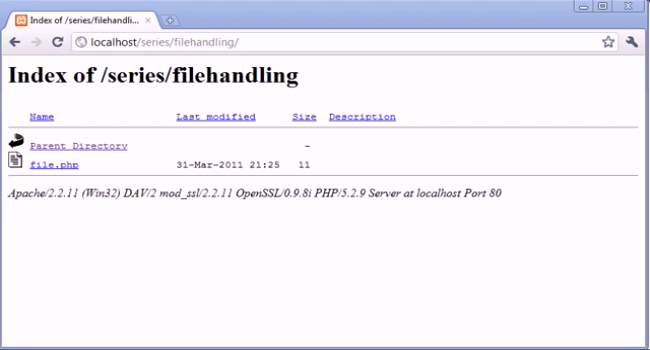 Index of /series/filehandli...
localhost/series/filehandling/
Index of /series/filehandling
Name Last modified Size Description
Parent Directory -
file.php 31-Mar-2011 21:25 11
Apache/2.2.11 (Win32) DAV/2 mod_ssl/2.2.11 OpenSSL/0.9.8i PHP/5.2.9 Server at localhost Port 80